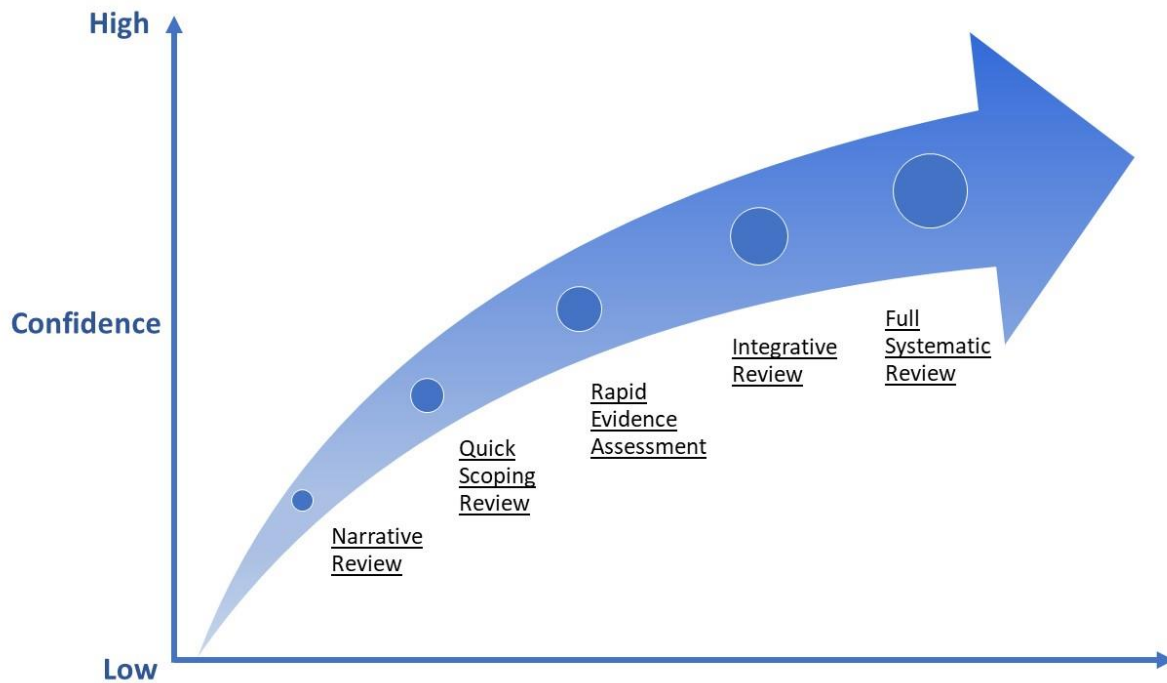 High
Confidence
Low
Narrative
Review
Quick
Scoping
Review
Rapid
Evidence
Assessment
Integrative
Review
Full
Systematic
Review